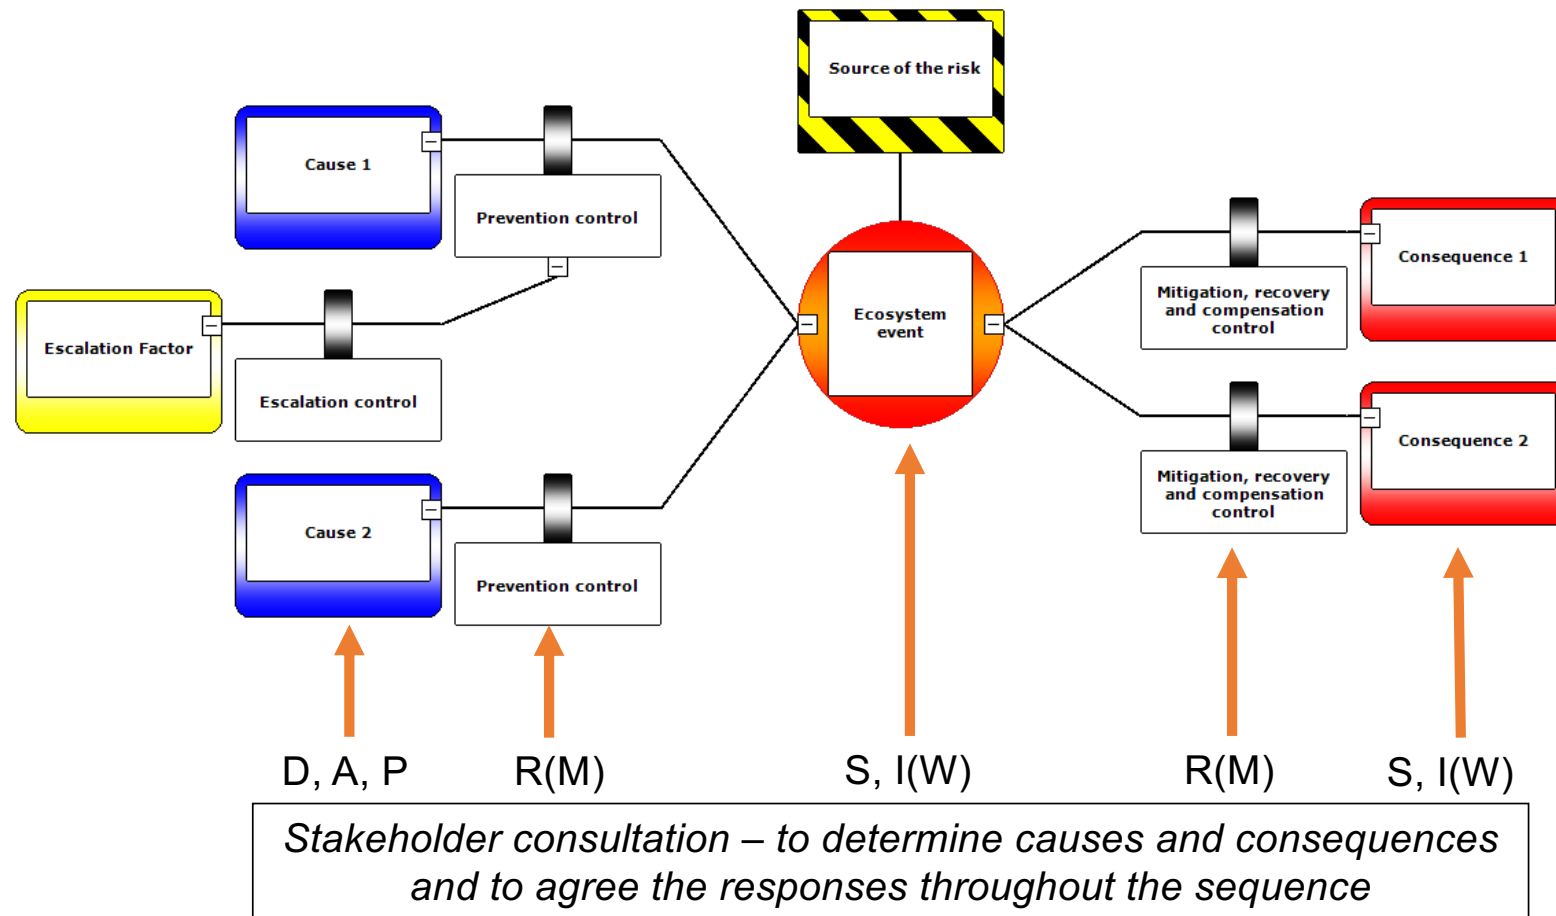 Source of the risk
Cause 1
Prevention control
Escalation Factor
Escalation control
Cause 2
Prevention control
Ecosystem
event
Mitigation, recovery
and compensation
control
Consequence 1
Mitigation, recovery
and compensation
control
Consequence 2
D, A, P
R(M)
S, I(W)
R(M)
S, I(W)
Stakeholder consultation – to determine causes and consequences
and to agree the responses throughout the sequence